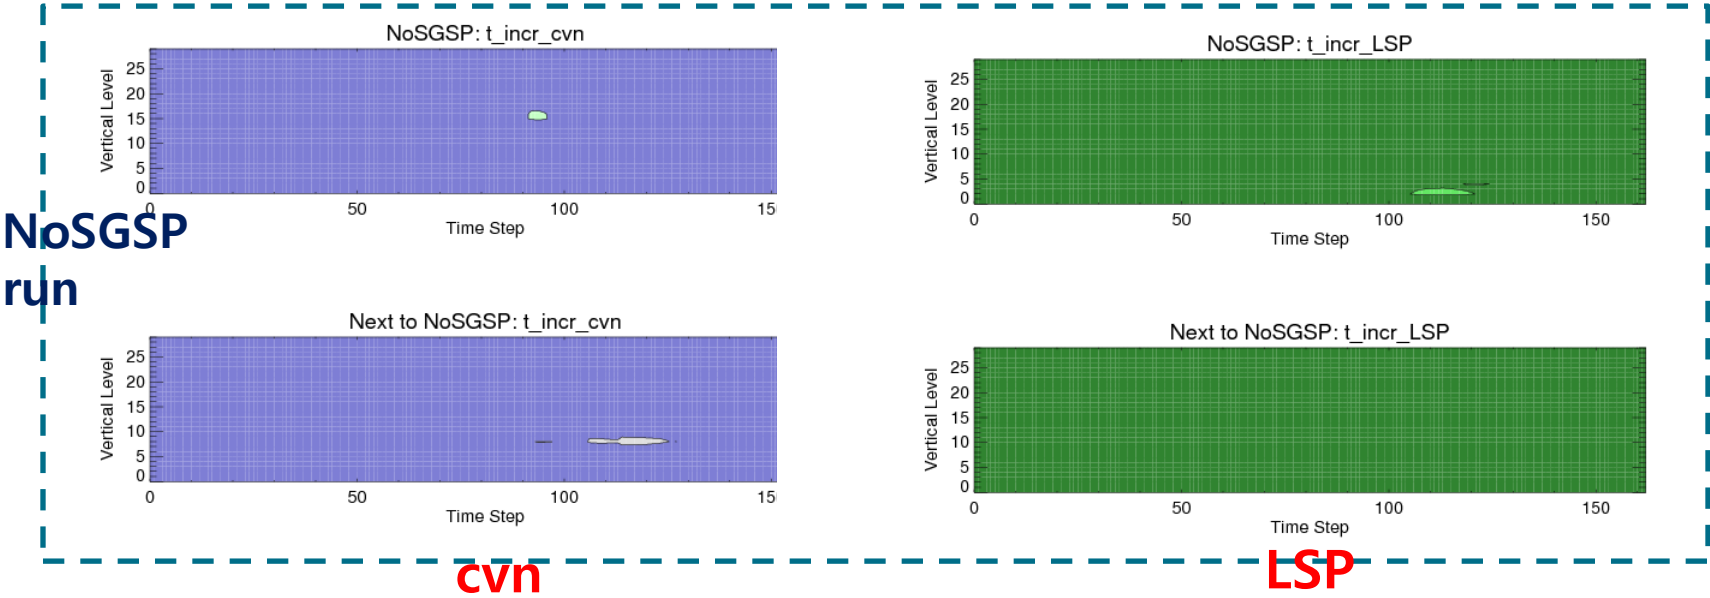 NoSGSP: t_incr_cvn
Vertical Level
25
20
15
10
5
0
0 50 100 15
Time Step
NoSGSP: t_incr_LSP
Vertical Level
25
20
15
10
5
0
0 50 100 150
Time Step
NoSGSP
run
Next to NoSGSP: t_incr_cvn
Vertical Level
25
20
15
10
5
0
0 50 100 15
Time Step
Next to NoSGSP: t_incr_LSP
Vertical Level
25
20
15
10
5
0
0 50 100 150
Time Step
cvn
LSP